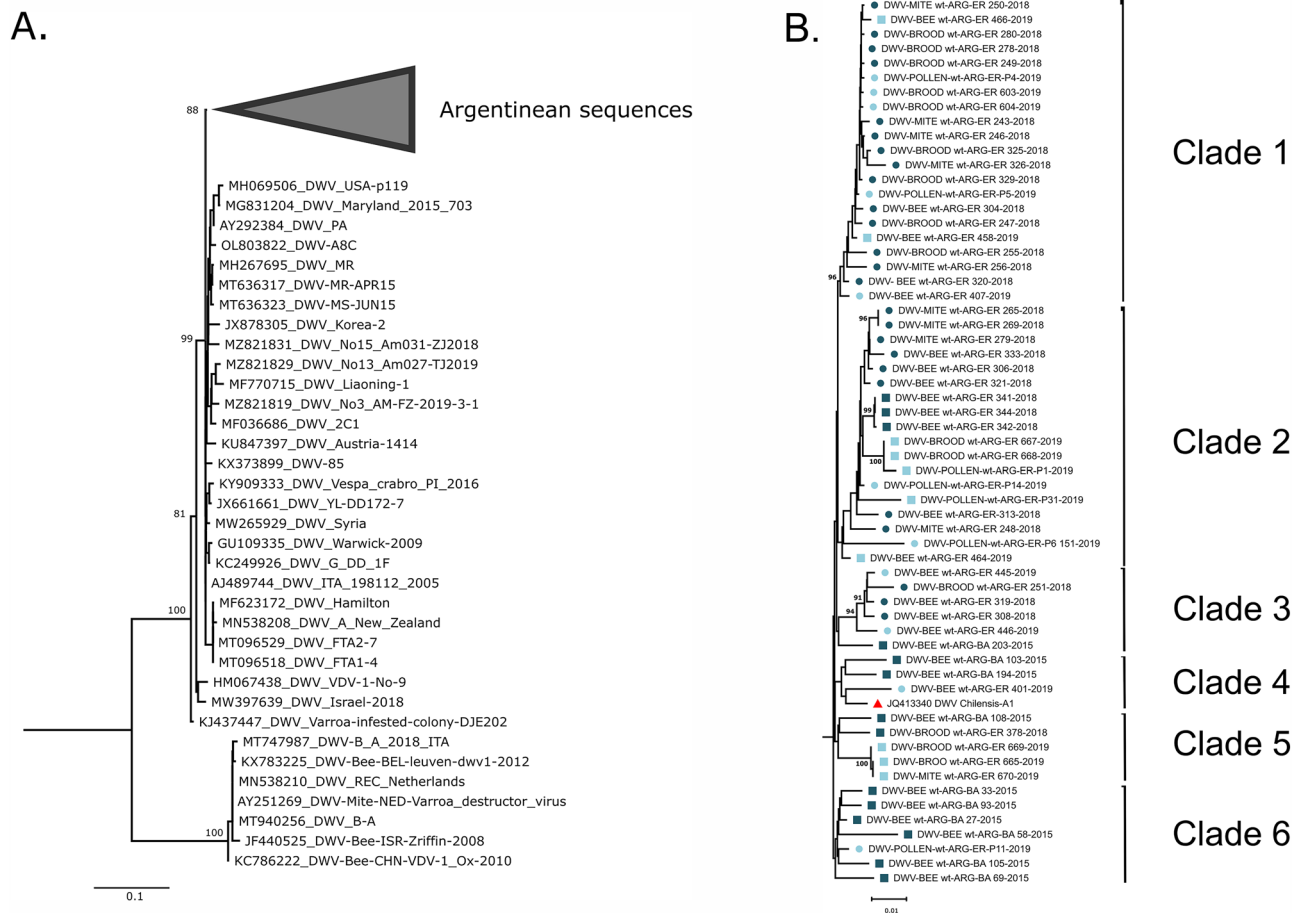 A.
88
Argentinean sequences
MH069506_DWV_USA-p119
MG831204_DWV_Maryland_2015_703
AY292384_DWV_PA
OL803822_DWV-A8C
MH267695_DWV_MR
MT636317_DWV-MR-APR15
MT636323_DWV-MS-JUN15
JX878305_DWV_Korea-2
99
MZ821831_DWV_No15_Am031-ZJ2018
MZ821829_DWV_No13_Am027-TJ2019
MF770715_DWV_Liaoning-1
MZ821819_DWV_No3_AM-FZ-2019-3-1
MF036686_DWV_2C1
KU847397_DWV_Austria-1414
KX373899_DWV-85
KY909333_DWV_Vespa_crabro_PI_2016
JX661661_DWV_YL-DD172-7
81
MW265929_DWV_Syria
GU109335_DWV_Warwick-2009
KC249926_DWV_G_DD_1F
AJ489744_DWV_ITA_198112_2005
100
MF623172_DWV_Hamilton
MN538208_DWV_A_New_Zealand
MT096529_DWV_FTA2-7
MT096518_DWV_FTA1-4
HM067438_DWV_VDV-1-No-9
MW397639_DWV_Israel-2018
KJ437447_DWV_Varroa-infested-colony-DJE202
MT747987_DWV-B_A_2018_ITA
KX783225_DWV-Bee-BEL-leuven-dwv1-2012
MN538210_DWV_REC_Netherlands
AY251269_DWV-Mite-NED-Varroa_destructor_virus
MT940256_DWV_B-A
100
JF440525_DWV-Bee-ISR-Zriffin-2008
KC786222_DWV-Bee-CHN-VDV-1_Ox-2010
0.1
B.
DWV-MITE wt-ARG-ER 250-2018
DWV-BEE wt-ARG-ER 466-2019
DWV-BROOD wt-ARG-ER 280-2018
DWV-BROOD wt-ARG-ER 278-2018
DWV-BROOD wt-ARG-ER 249-2018
DWV-POLLEN-wt-ARG-ER-P4-2019
DWV-BROOD wt-ARG-ER 603-2019
DWV-BROOD wt-ARG-ER 604-2019
DWV-MITE wt-ARG-ER 243-2018
DWV-MITE wt-ARG-ER 246-2018
DWV-BROOD wt-ARG-ER 325-2018
DWV-MITE wt-ARG-ER 326-2018
DWV-BROOD wt-ARG-ER 329-2018
DWV-POLLEN-wt-ARG-ER-P5-2019
DWV-BEE wt-ARG-ER 304-2018
DWV-BROOD wt-ARG-ER 247-2018
DWV-BEE wt-ARG-ER 458-2019
DWV-BROOD wt-ARG-ER 255-2018
DWV-MITE wt-ARG-ER 256-2018
96
DWV- BEE wt-ARG-ER 320-2018
DWV-BEE wt-ARG-ER 407-2019
Clade 1
DWV-MITE wt-ARG-ER 265-2018
96
DWV-MITE wt-ARG-ER 269-2018
DWV-MITE wt-ARG-ER 279-2018
DWV-BEE wt-ARG-ER 333-2018
DWV-BEE wt-ARG-ER 306-2018
DWV-BEE wt-ARG-ER 321-2018
DWV-BEE wt-ARG-ER 341-2018
99
DWV-BEE wt-ARG-ER 344-2018
DWV-BEE wt-ARG-ER 342-2018
DWV-BROOD wt-ARG-ER 667-2019
DWV-BROOD wt-ARG-ER 668-2019
100
DWV-POLLEN-wt-ARG-ER-P1-2019
DWV-POLLEN-wt-ARG-ER-P14-2019
DWV-POLLEN-wt-ARG-ER-P31-2019
DWV-BEE wt-ARG-ER-313-2018
DWV-MITE wt-ARG-ER 248-2018
DWV-POLLEN-wt-ARG-ER-P6 151-2019
DWV-BEE wt-ARG-ER 464-2019
Clade 2
DWV-BEE wt-ARG-ER 445-2019
DWV-BROOD wt-ARG-ER 251-2018
91
DWV-BEE wt-ARG-ER 319-2018
94
DWV-BEE wt-ARG-ER 308-2018
DWV-BEE wt-ARG-ER 446-2019
DWV-BEE wt-ARG-BA 203-2015
Clade 3
DWV-BEE wt-ARG-BA 103-2015
DWV-BEE wt-ARG-BA 194-2015
DWV-BEE wt-ARG-ER 401-2019
JQ413340 DWV Chilensis-A1
Clade 4
DWV-BEE wt-ARG-BA 108-2015
DWV-BROOD wt-ARG-ER 378-2018
DWV-BROOD wt-ARG-ER 669-2019
100
DWV-BROO wt-ARG-ER 665-2019
DWV-MITE wt-ARG-ER 670-2019
Clade 5
DWV-BEE wt-ARG-BA 33-2015
DWV-BEE wt-ARG-BA 93-2015
DWV-BEE wt-ARG-BA 27-2015
DWV-BEE wt-ARG-BA 58-2015
DWV-POLLEN-wt-ARG-ER-P11-2019
DWV-BEE wt-ARG-BA 105-2015
DWV-BEE wt-ARG-BA 69-2015
Clade 6
0.01